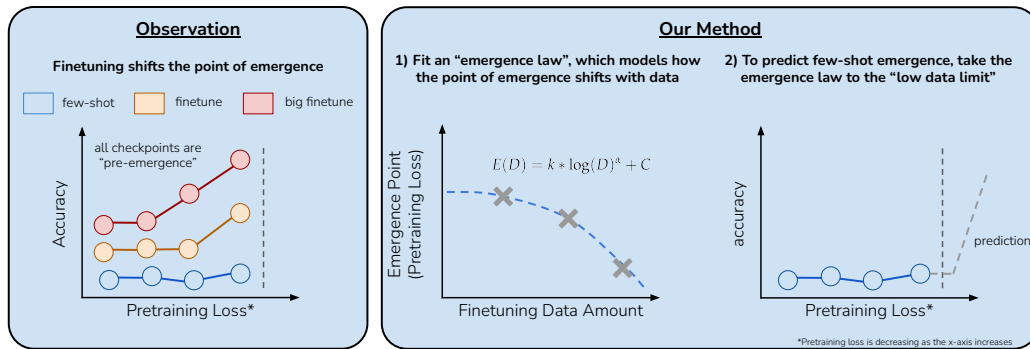 Observation
Finetuning shifts the point of emergence
few-shot
finetune
big finetune
all checkpoints are
"pre-emergence"
Accuracy
Pretraining Loss*
Our Method
1) Fit an "emergence law", which models how
the point of emergence shifts with data
E(D) = k * log(D)^α + C
Emergence Point
(Pretraining Loss)
Finetuning Data Amount
2) To predict few-shot emergence, take the
emergence law to the "low data limit"
accuracy
prediction
Pretraining Loss*
*Pretraining loss is decreasing as the x-axis increases